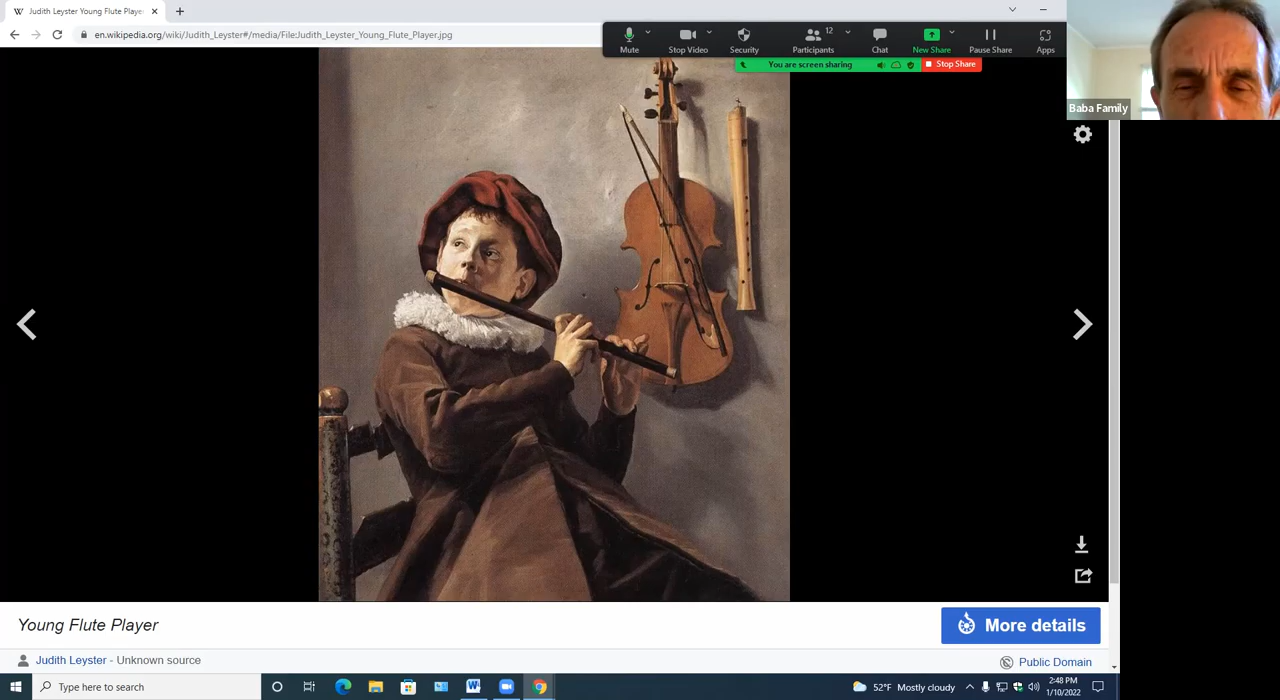 Judith Leyster Young Flute Playe
en.wikipedia.org/wiki/Judith_Leyster#/media/File:Judith_Leyster_Young_Flute_Player.jpg
Mute
Stop Video
Security
12
Participants
Chat
New Share
Pause Share
Apps
You are screen sharing
Stop Share
Baba Family
Young Flute Player
More details
Judith Leyster - Unknown source
Public Domain
Type here to search
52°F Mostly cloudy
2:48 PM
1/10/2022